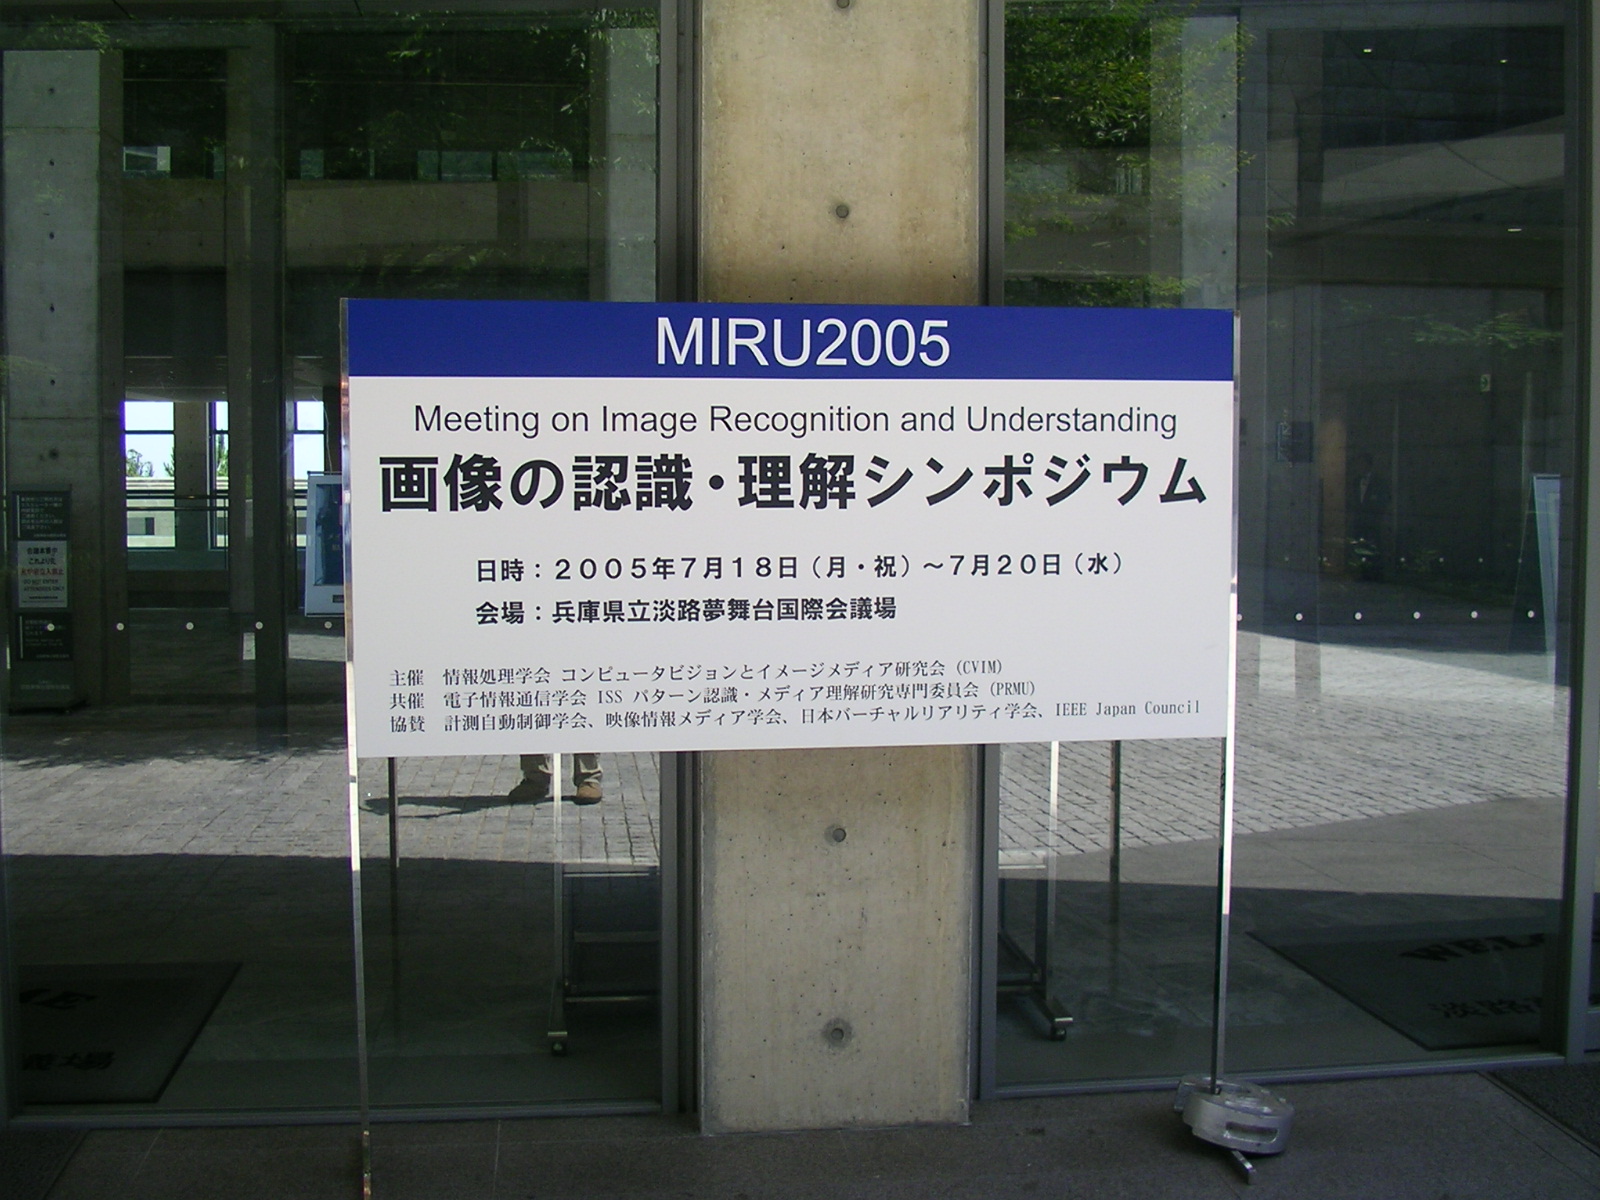 MIRU2005
Meeting on Image Recognition and Understanding
画像の認識・理解シンポジウム
日時：２００５年７月１８日（月・祝）～７月２０日（水）
会場：兵庫県立淡路夢舞台国際会議場
主催　情報処理学会 コンピュータビジョンとイメージメディア研究会 (CVIM)
共催　電子情報通信学会 ISS パターン認識・メディア理解研究専門委員会 (PRMU)
協賛　計測自動制御学会、映像情報メディア学会、日本バーチャルリアリティ学会、IEEE Japan Council